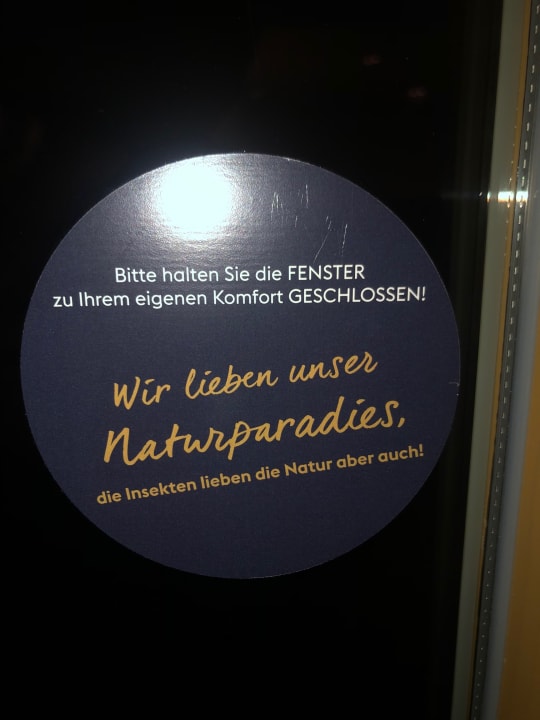 Bitte halten Sie die FENSTER
zu Ihrem eigenen Komfort GESCHLOSSEN!
Wir lieben unser
Naturparadies,
die Insekten lieben die Natur aber auch!